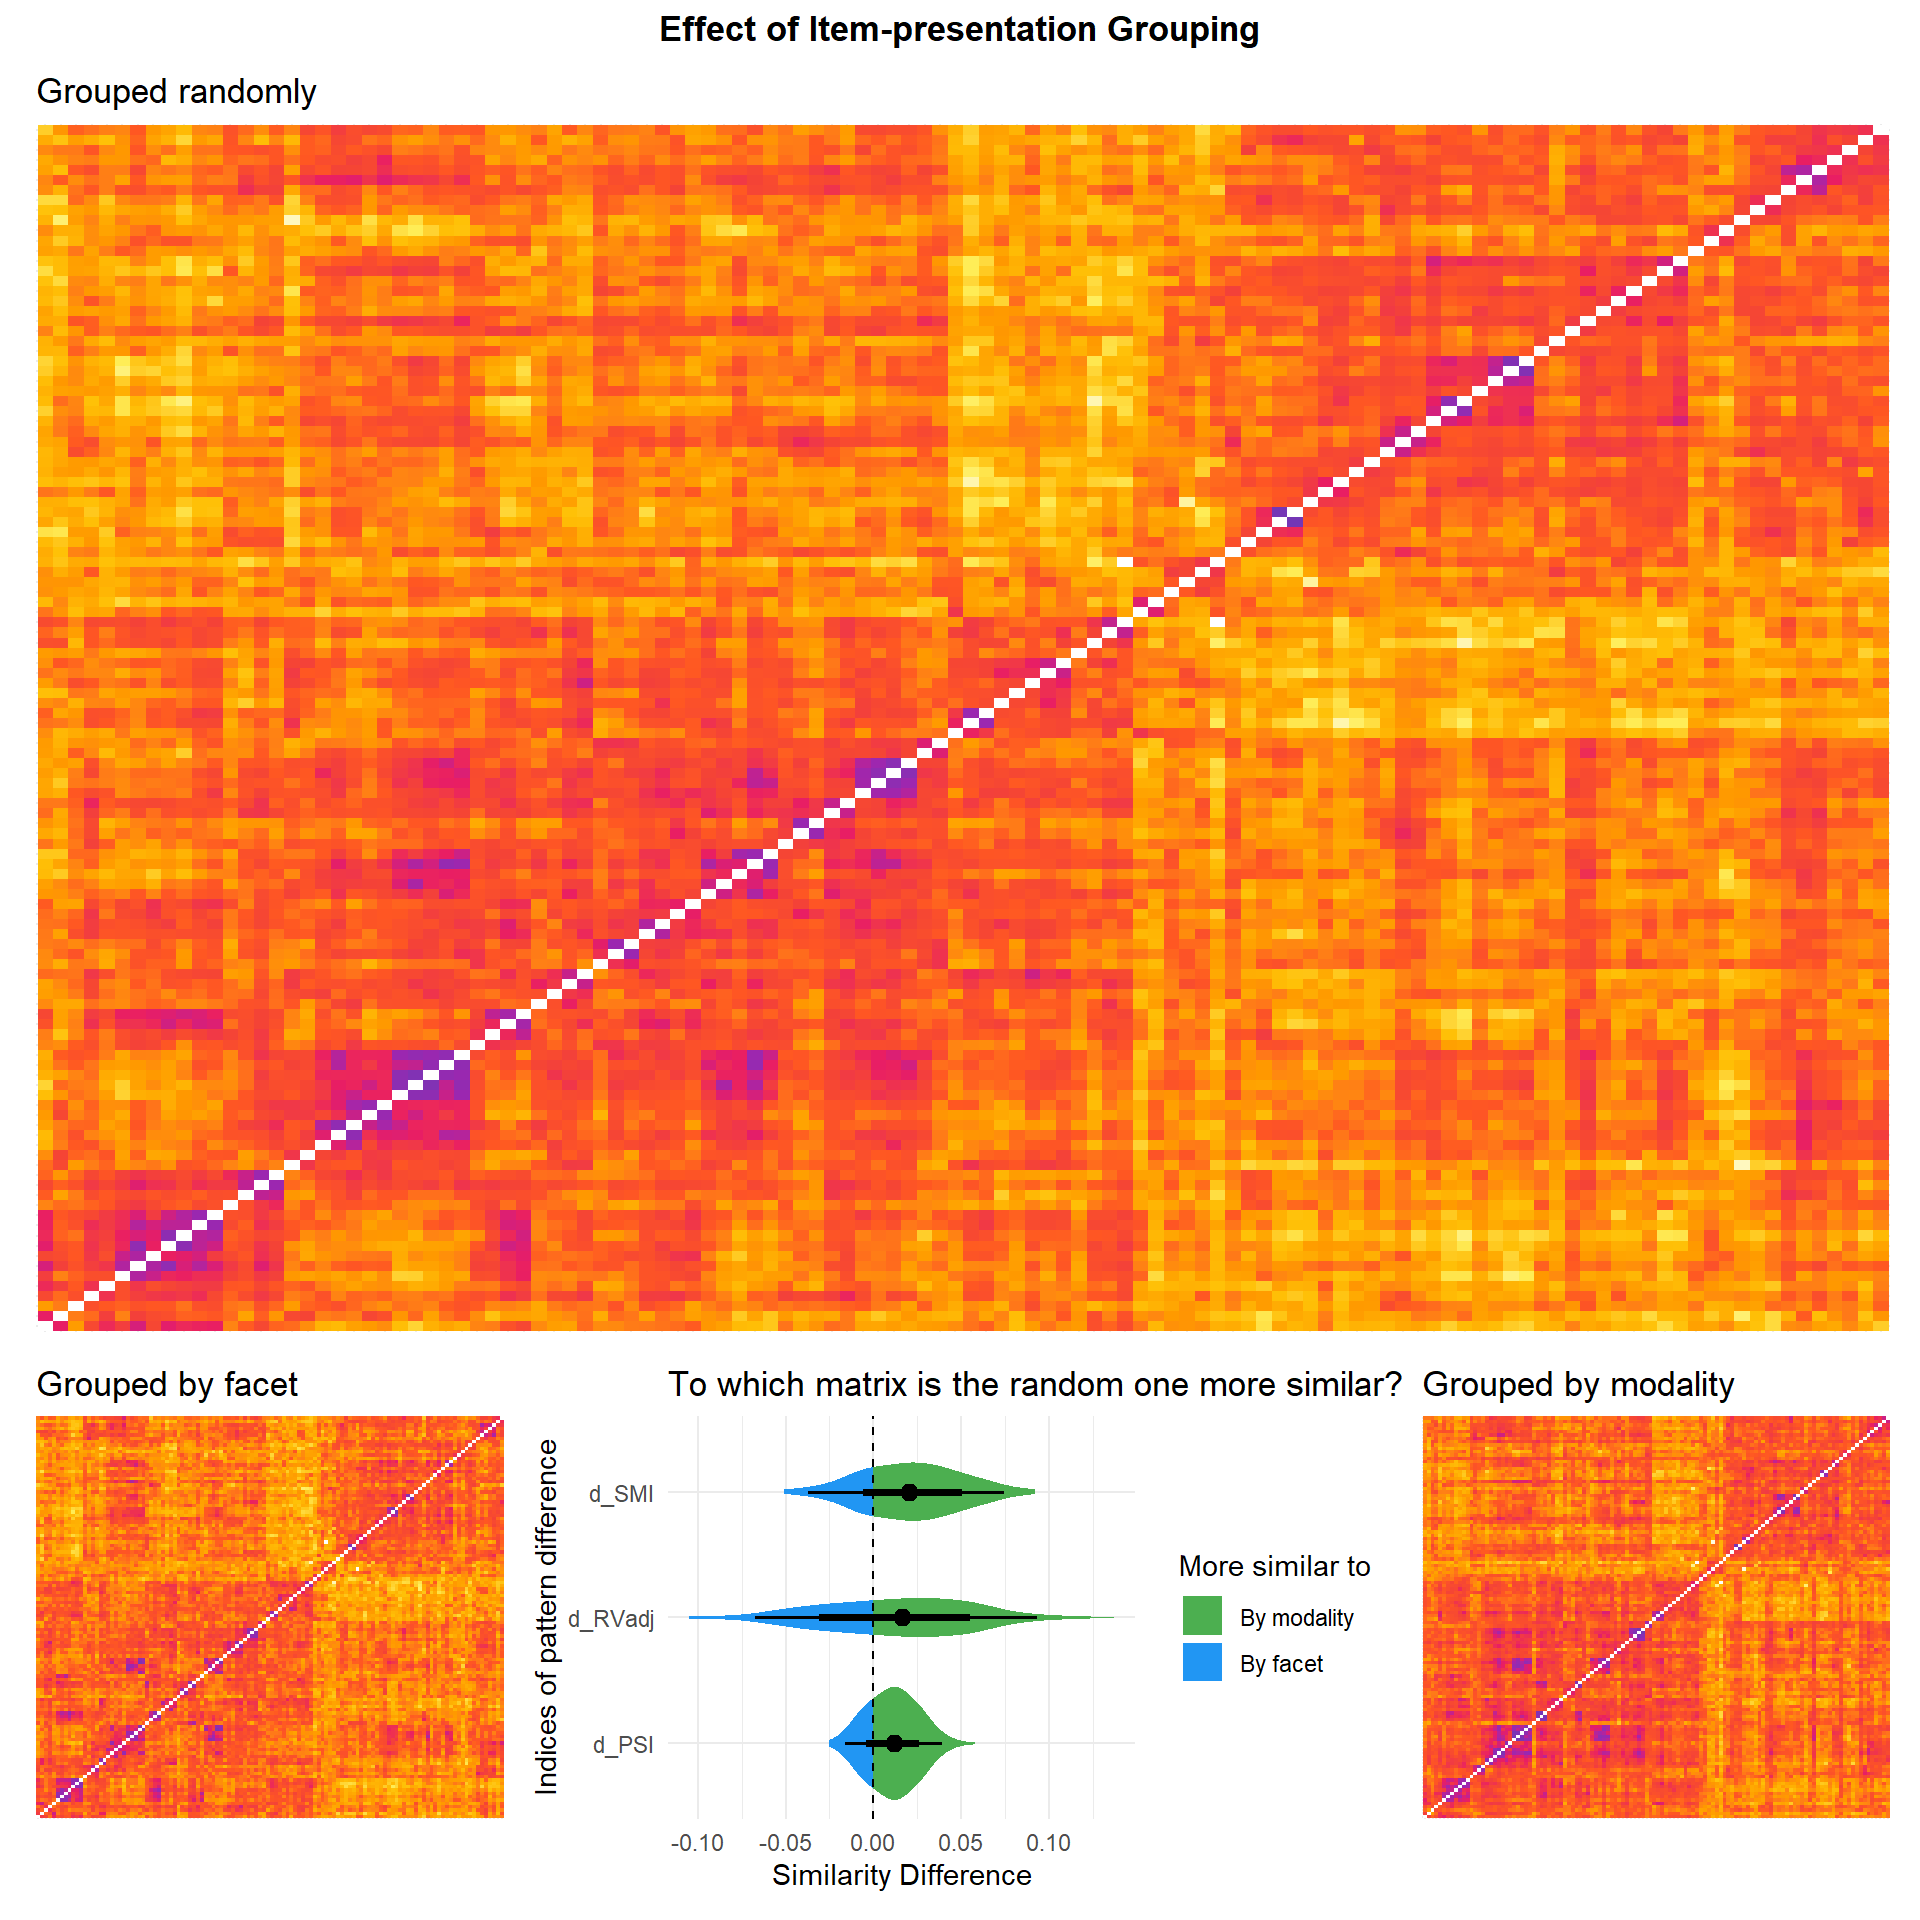 Effect of Item-presentation Grouping
Grouped randomly
Grouped by facet
To which matrix is the random one more similar?
Grouped by modality
Indices of pattern difference
d_SMI
d_RVadj
d_PSI
-0.10
-0.05
0.00
0.05
0.10
Similarity Difference
More similar to
By modality
By facet